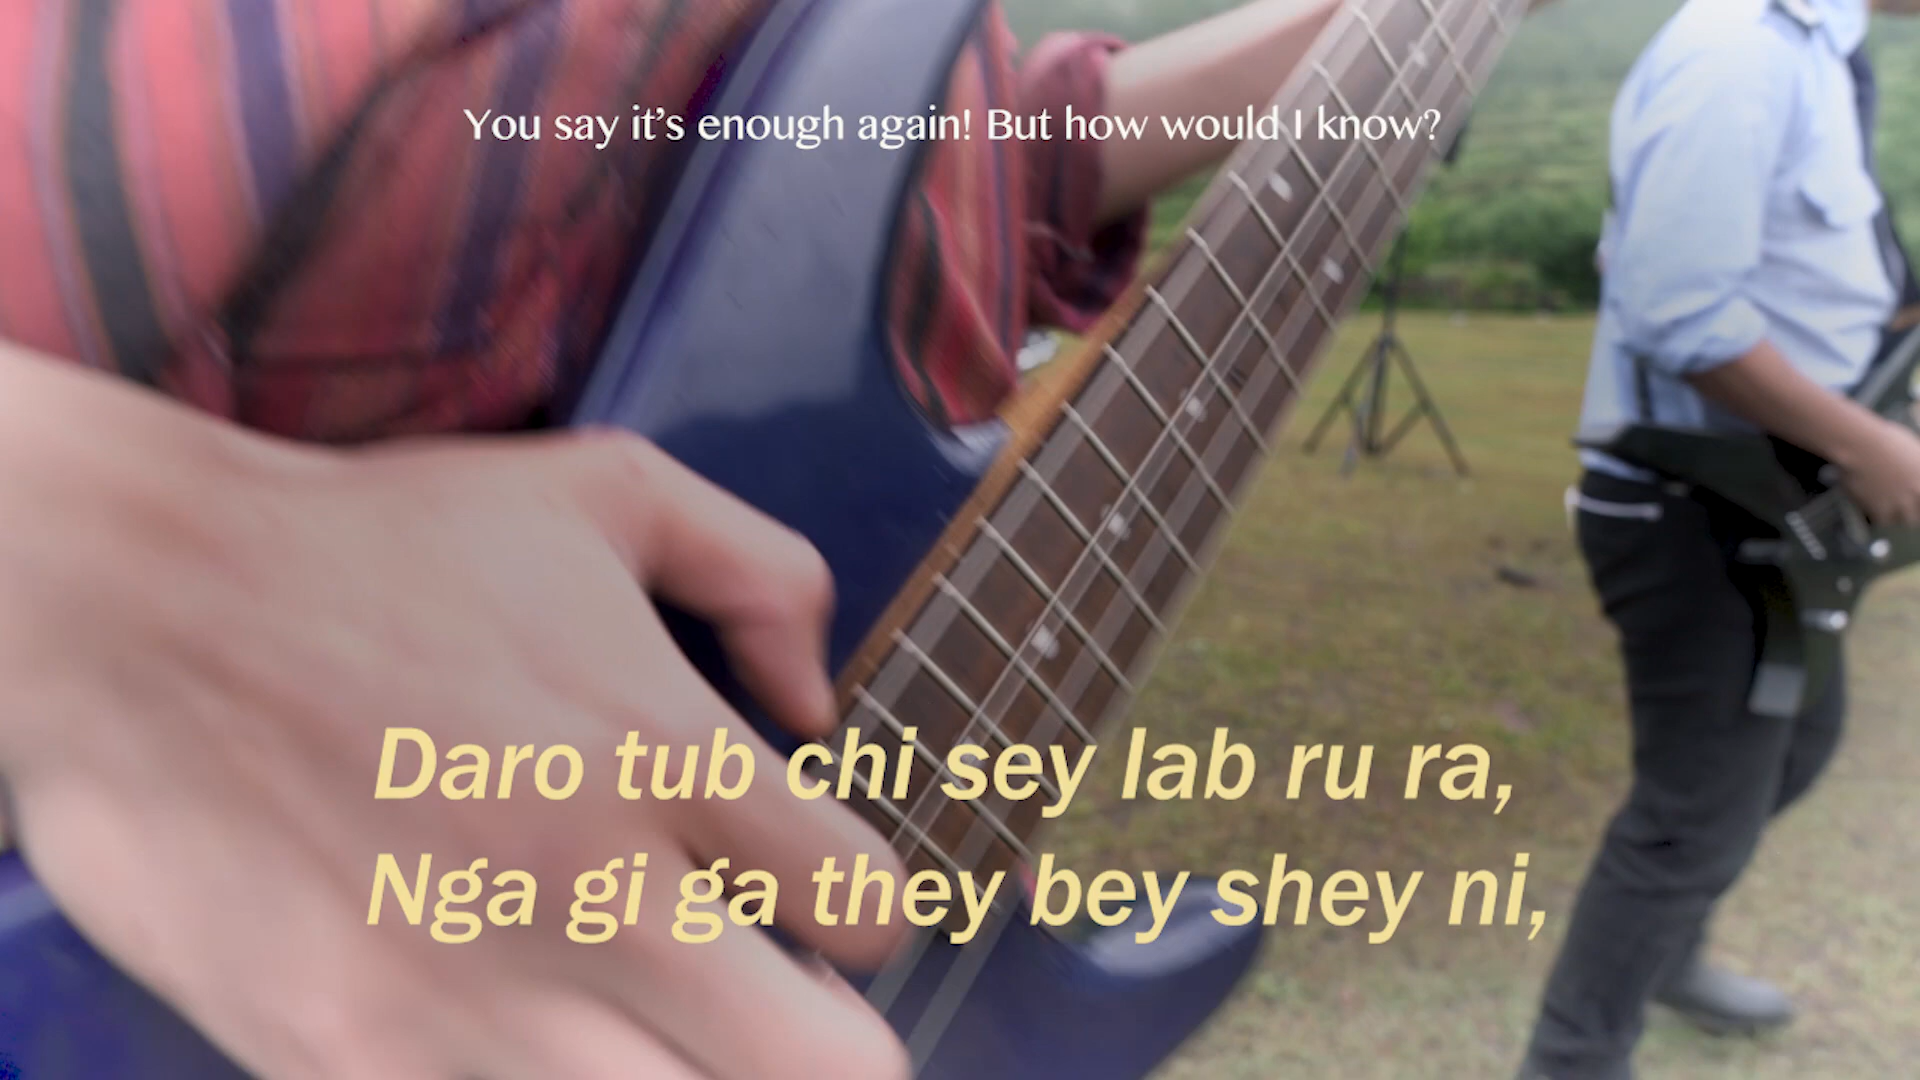 You say it's enough again! But how would I know?
Daro tub chi sey lab ru ra,
Nga gi ga they bey shey ni,